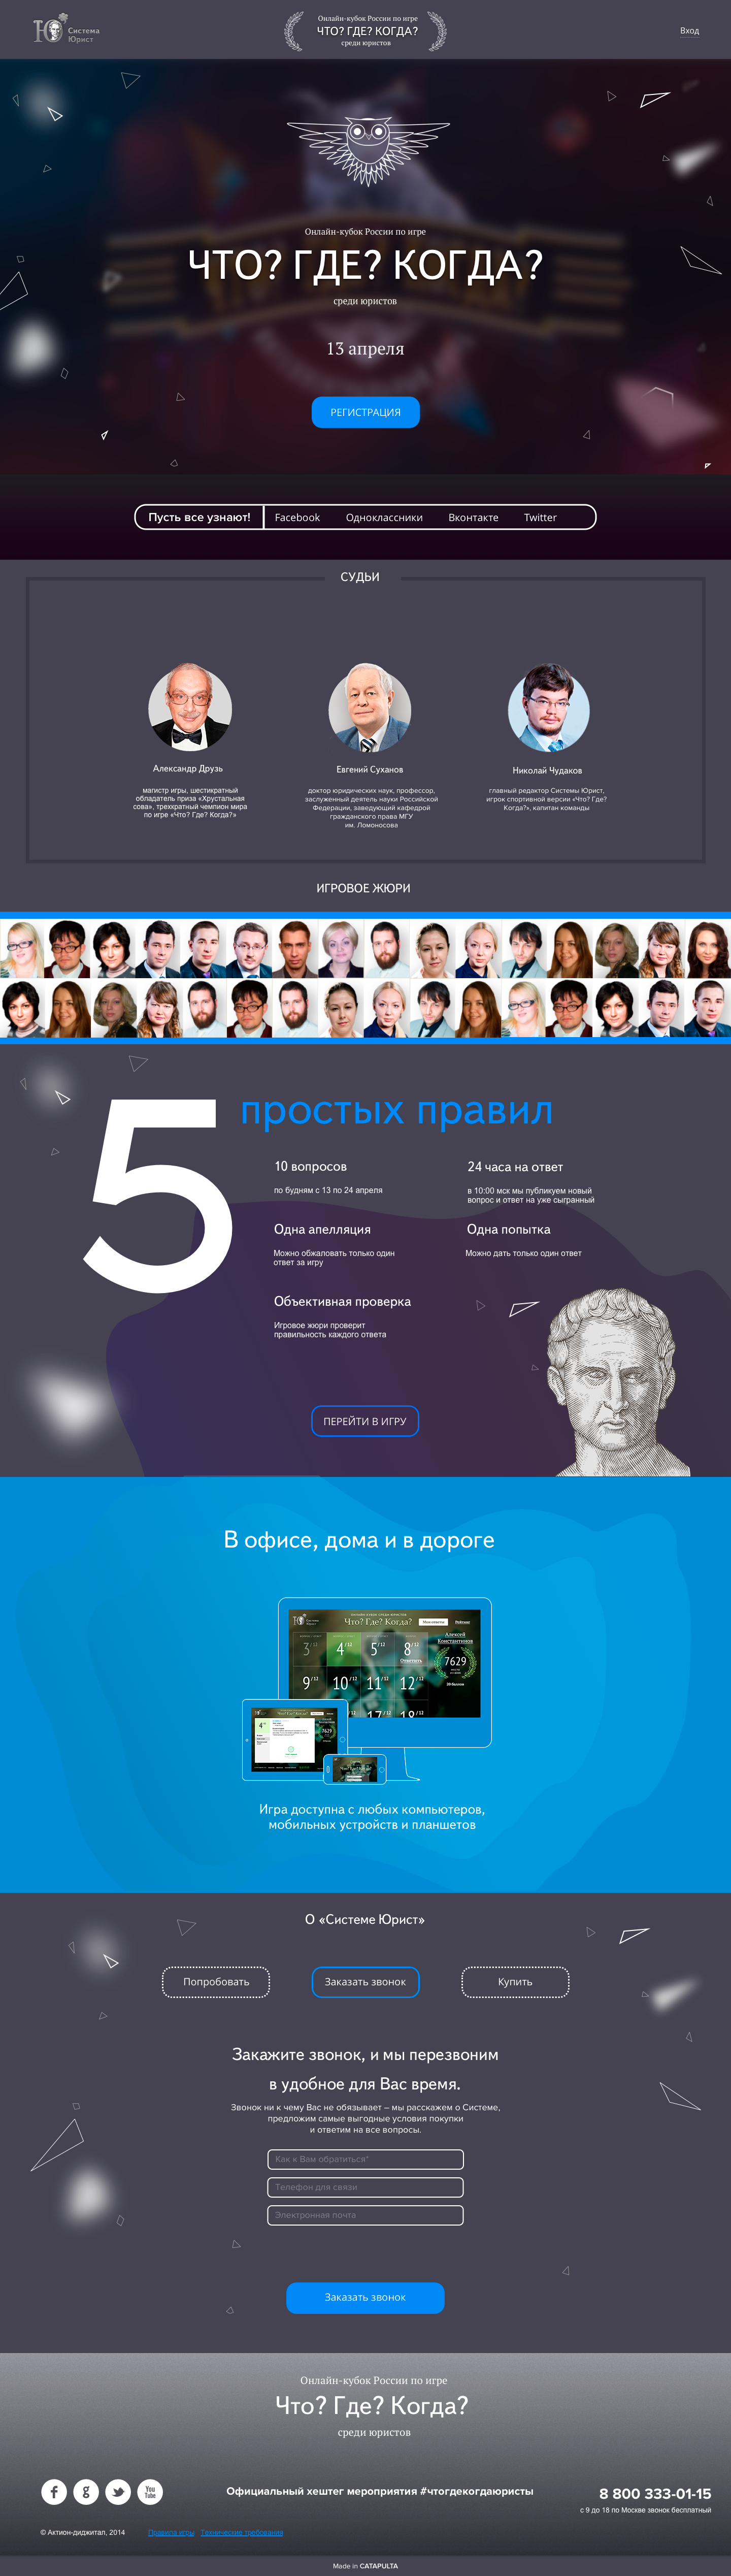 Ю Система
Юрист
Онлайн-кубок России по игре
ЧТО? ГДЕ? КОГДА?
среди юристов
Вход
Онлайн-кубок России по игре
ЧТО? ГДЕ? КОГДА?
среди юристов
13 апреля
РЕГИСТРАЦИЯ
Пусть все узнают! Facebook Одноклассники Вконтакте Twitter
СУДЬИ
Александр Друзь
магистр игры, шестикратный
обладатель приза «Хрустальная
сова», трехкратный чемпион мира
по игре «Что? Где? Когда?»
Евгений Суханов
доктор юридических наук, профессор,
заслуженный деятель науки Российской
Федерации, заведующий кафедрой
гражданского права МГУ
им. Ломоносова
Николай Чудаков
главный редактор Системы Юрист,
игрок спортивной версии «Что? Где?
Когда?», капитан команды
ИГРОВОЕ ЖЮРИ
5 простых правил
10 вопросов
по будням с 13 по 24 апреля
24 часа на ответ
в 10:00 мск мы публикуем новый
вопрос и ответ на уже сыгранный
Одна апелляция
Можно обжаловать только один
ответ за игру
Одна попытка
Можно дать только один ответ
Объективная проверка
Игровое жюри проверит
правильность каждого ответа
ПЕРЕЙТИ В ИГРУ
В офисе, дома и в дороге
Что? Где? Когда?
Рейтинг
3/12 4/12 5/12 8/12
Ответить
Алексей
Константинов
7629
9/12 10/12 11/12 12/12
Игра доступна с любых компьютеров,
мобильных устройств и планшетов
О «Системе Юрист»
Попробовать
Заказать звонок
Купить
Закажите звонок, и мы перезвоним
в удобное для Вас время.
Звонок ни к чему Вас не обязывает – мы расскажем о Системе,
предложим самые выгодные условия покупки
и ответим на все вопросы.
Как к Вам обратиться*
Телефон для связи
Электронная почта
Заказать звонок
Онлайн-кубок России по игре
Что? Где? Когда?
среди юристов
f g You Tube
Официальный хештег мероприятия #чтогдекогдаюристы
8 800 333-01-15
с 9 до 18 по Москве звонок бесплатный
© Актион-диджитал, 2014 Правила игры Технические требования
Made in CATAPULTA